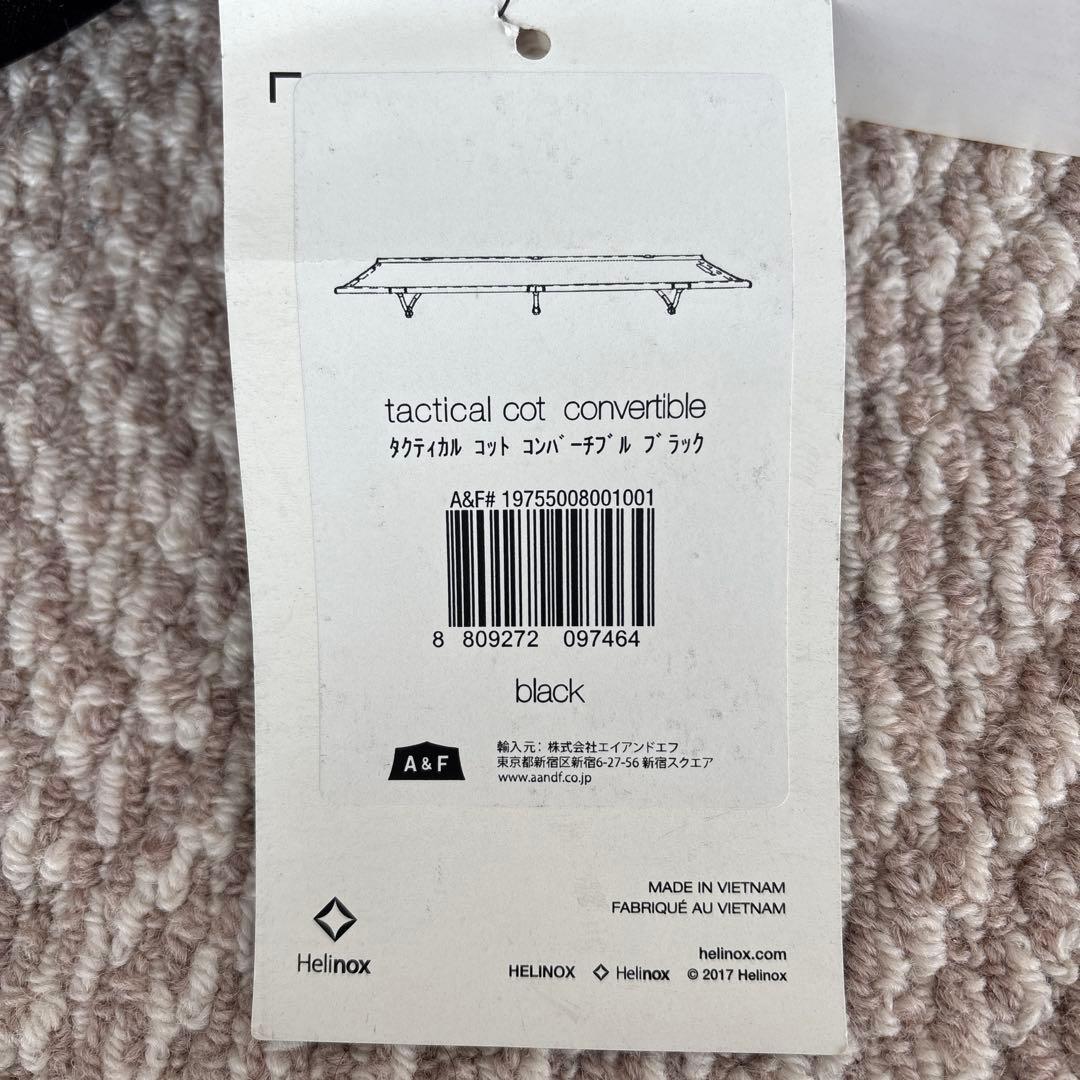 tactical cot convertible
ﾀｸﾃｨｶﾙ ｺｯﾄ ｺﾝﾊﾞｰﾁﾌﾞﾙ ﾌﾞﾗｯｸ
A&F# 19755008001001
8 809272 097464
black
A & F
輸入元: 株式会社エイアンドエフ
東京都新宿区新宿6-27-56 新宿スクエア
www.aandf.co.jp
MADE IN VIETNAM
FABRIQUÉ AU VIETNAM
Helinox
helinox.com
HELINOX Helinox © 2017 Helinox